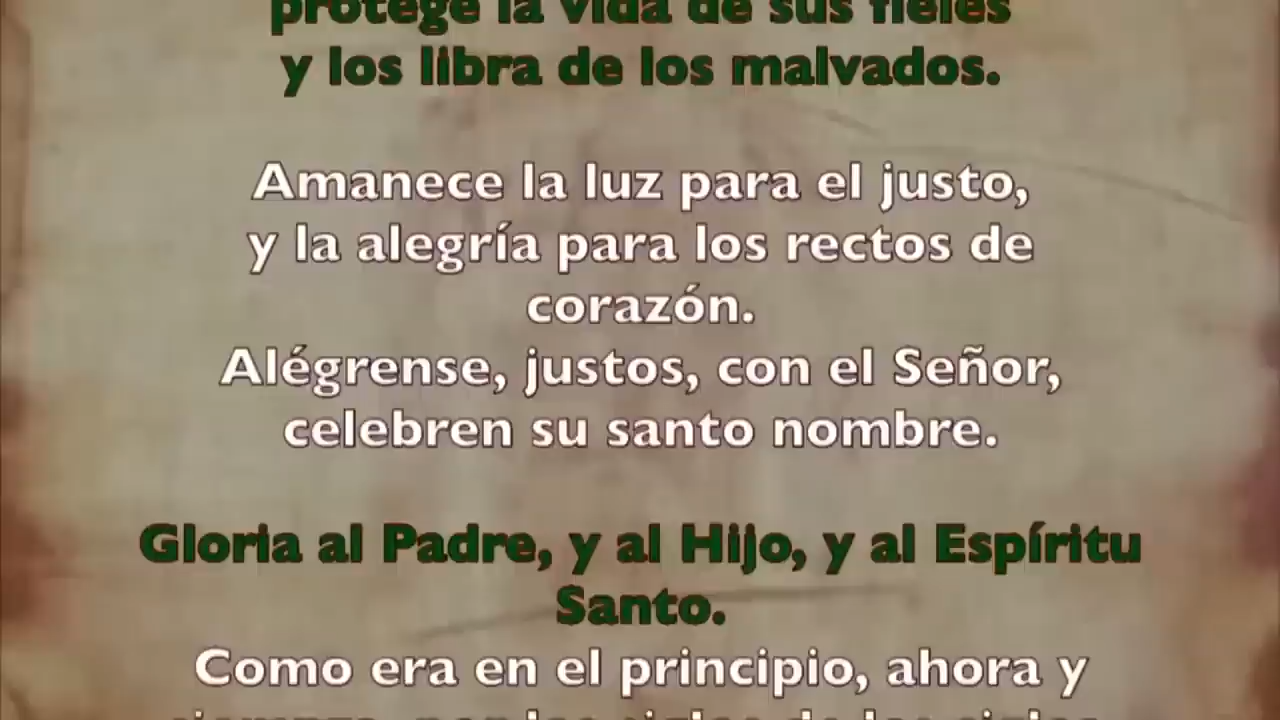 protege la vida de sus fieles
y los libra de los malvados.
Amanece la luz para el justo,
y la alegría para los rectos de
corazón.
Alégrense, justos, con el Señor,
celebren su santo nombre.
Gloria al Padre, y al Hijo, y al Espíritu
Santo.
Como era en el principio, ahora y